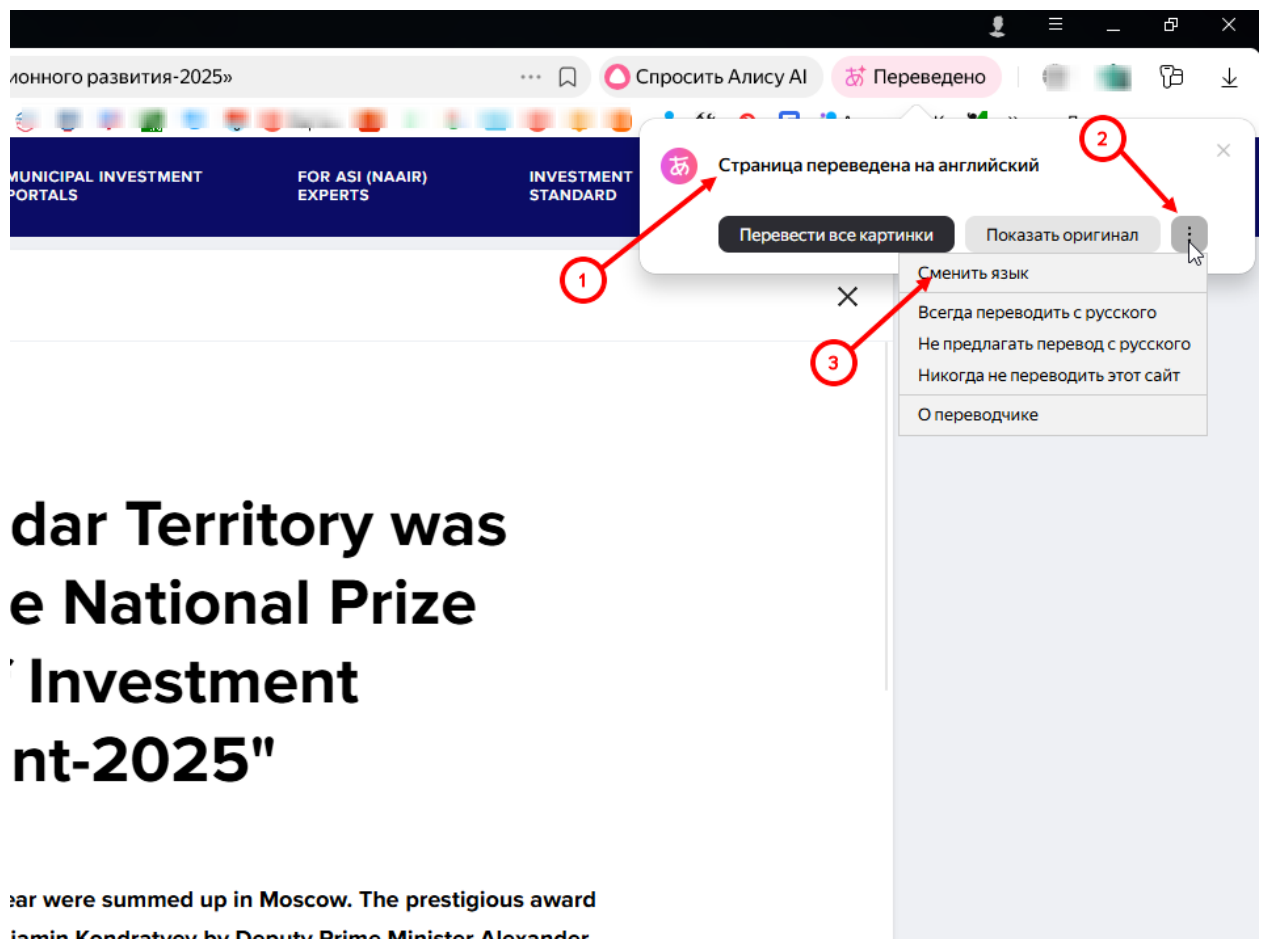 ионного развития-2025»
Спросить Алису AI
Переведено
2
MUNICIPAL INVESTMENT
PORTALS
FOR ASI (NAAIR)
EXPERTS
INVESTMENT
STANDARD
Страница переведена на английский
Перевести все картинки
Показать оригинал
1
Сменить язык
Всегда переводить с русского
Не предлагать перевод с русского
Никогда не переводить этот сайт
О переводчике
3
dar Territory was
e National Prize
Investment
nt-2025"
ear were summed up in Moscow. The prestigious award
jamin Kondratyev by Deputy Prime Minister Alexander